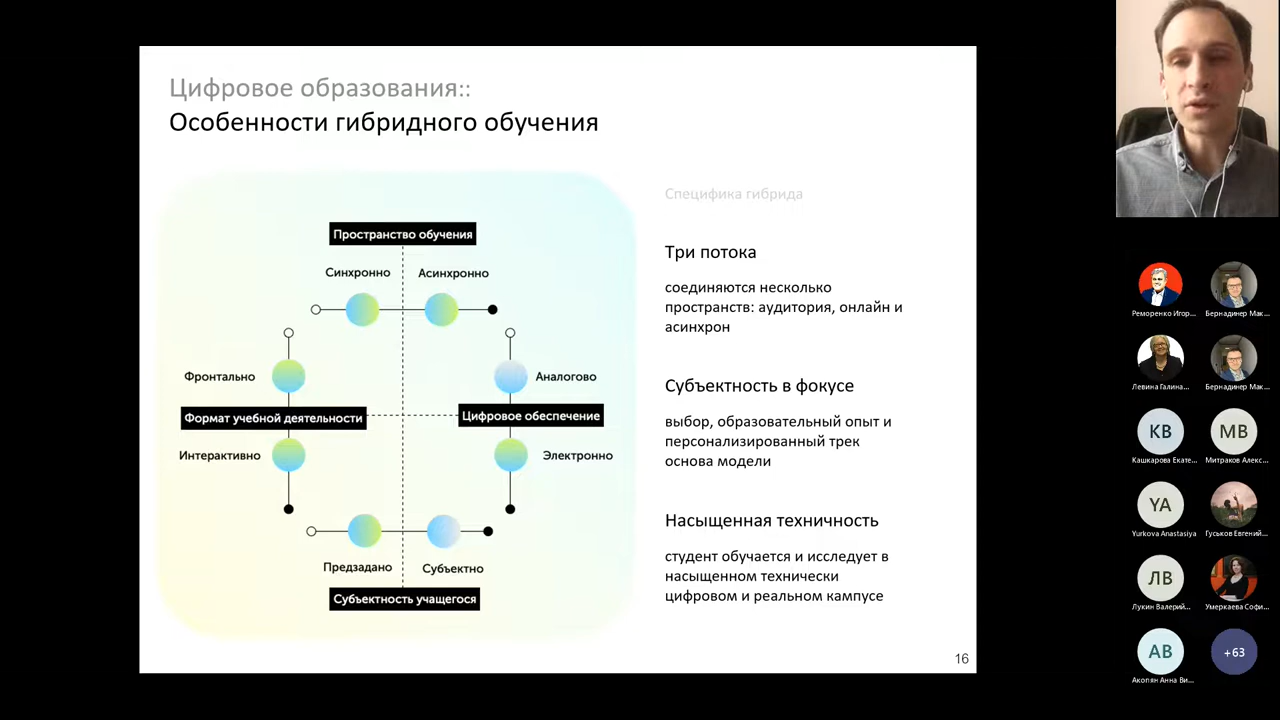 Цифровое образования::
Особенности гибридного обучения
Пространство обучения
Синхронно
Асинхронно
Фронтально
Аналогово
Формат учебной деятельности
Цифровое обеспечение
Интерактивно
Электронно
Предзадано
Субъектно
Субъектность учащегося
Специфика гибрида
Три потока
соединяются несколько
пространств: аудитория, онлайн и
асинхрон
Субъектность в фокусе
выбор, образовательный опыт и
персонализированный трек
основа модели
Насыщенная техничность
студент обучается и исследует в
насыщенном технически
цифровом и реальном кампусе
16
Реморенко Игор...
Бернадинер Мак...
Левина Галина...
Бернадинер Мак...
КВ
МВ
Кашкарова Екате...
Митраков Алекс...
YA
Yurkova Anastasiya
Гуськов Евгений...
ЛВ
Лукин Валерий...
Умеркаева Софи...
АВ
+63
Акопян Анна Ви...